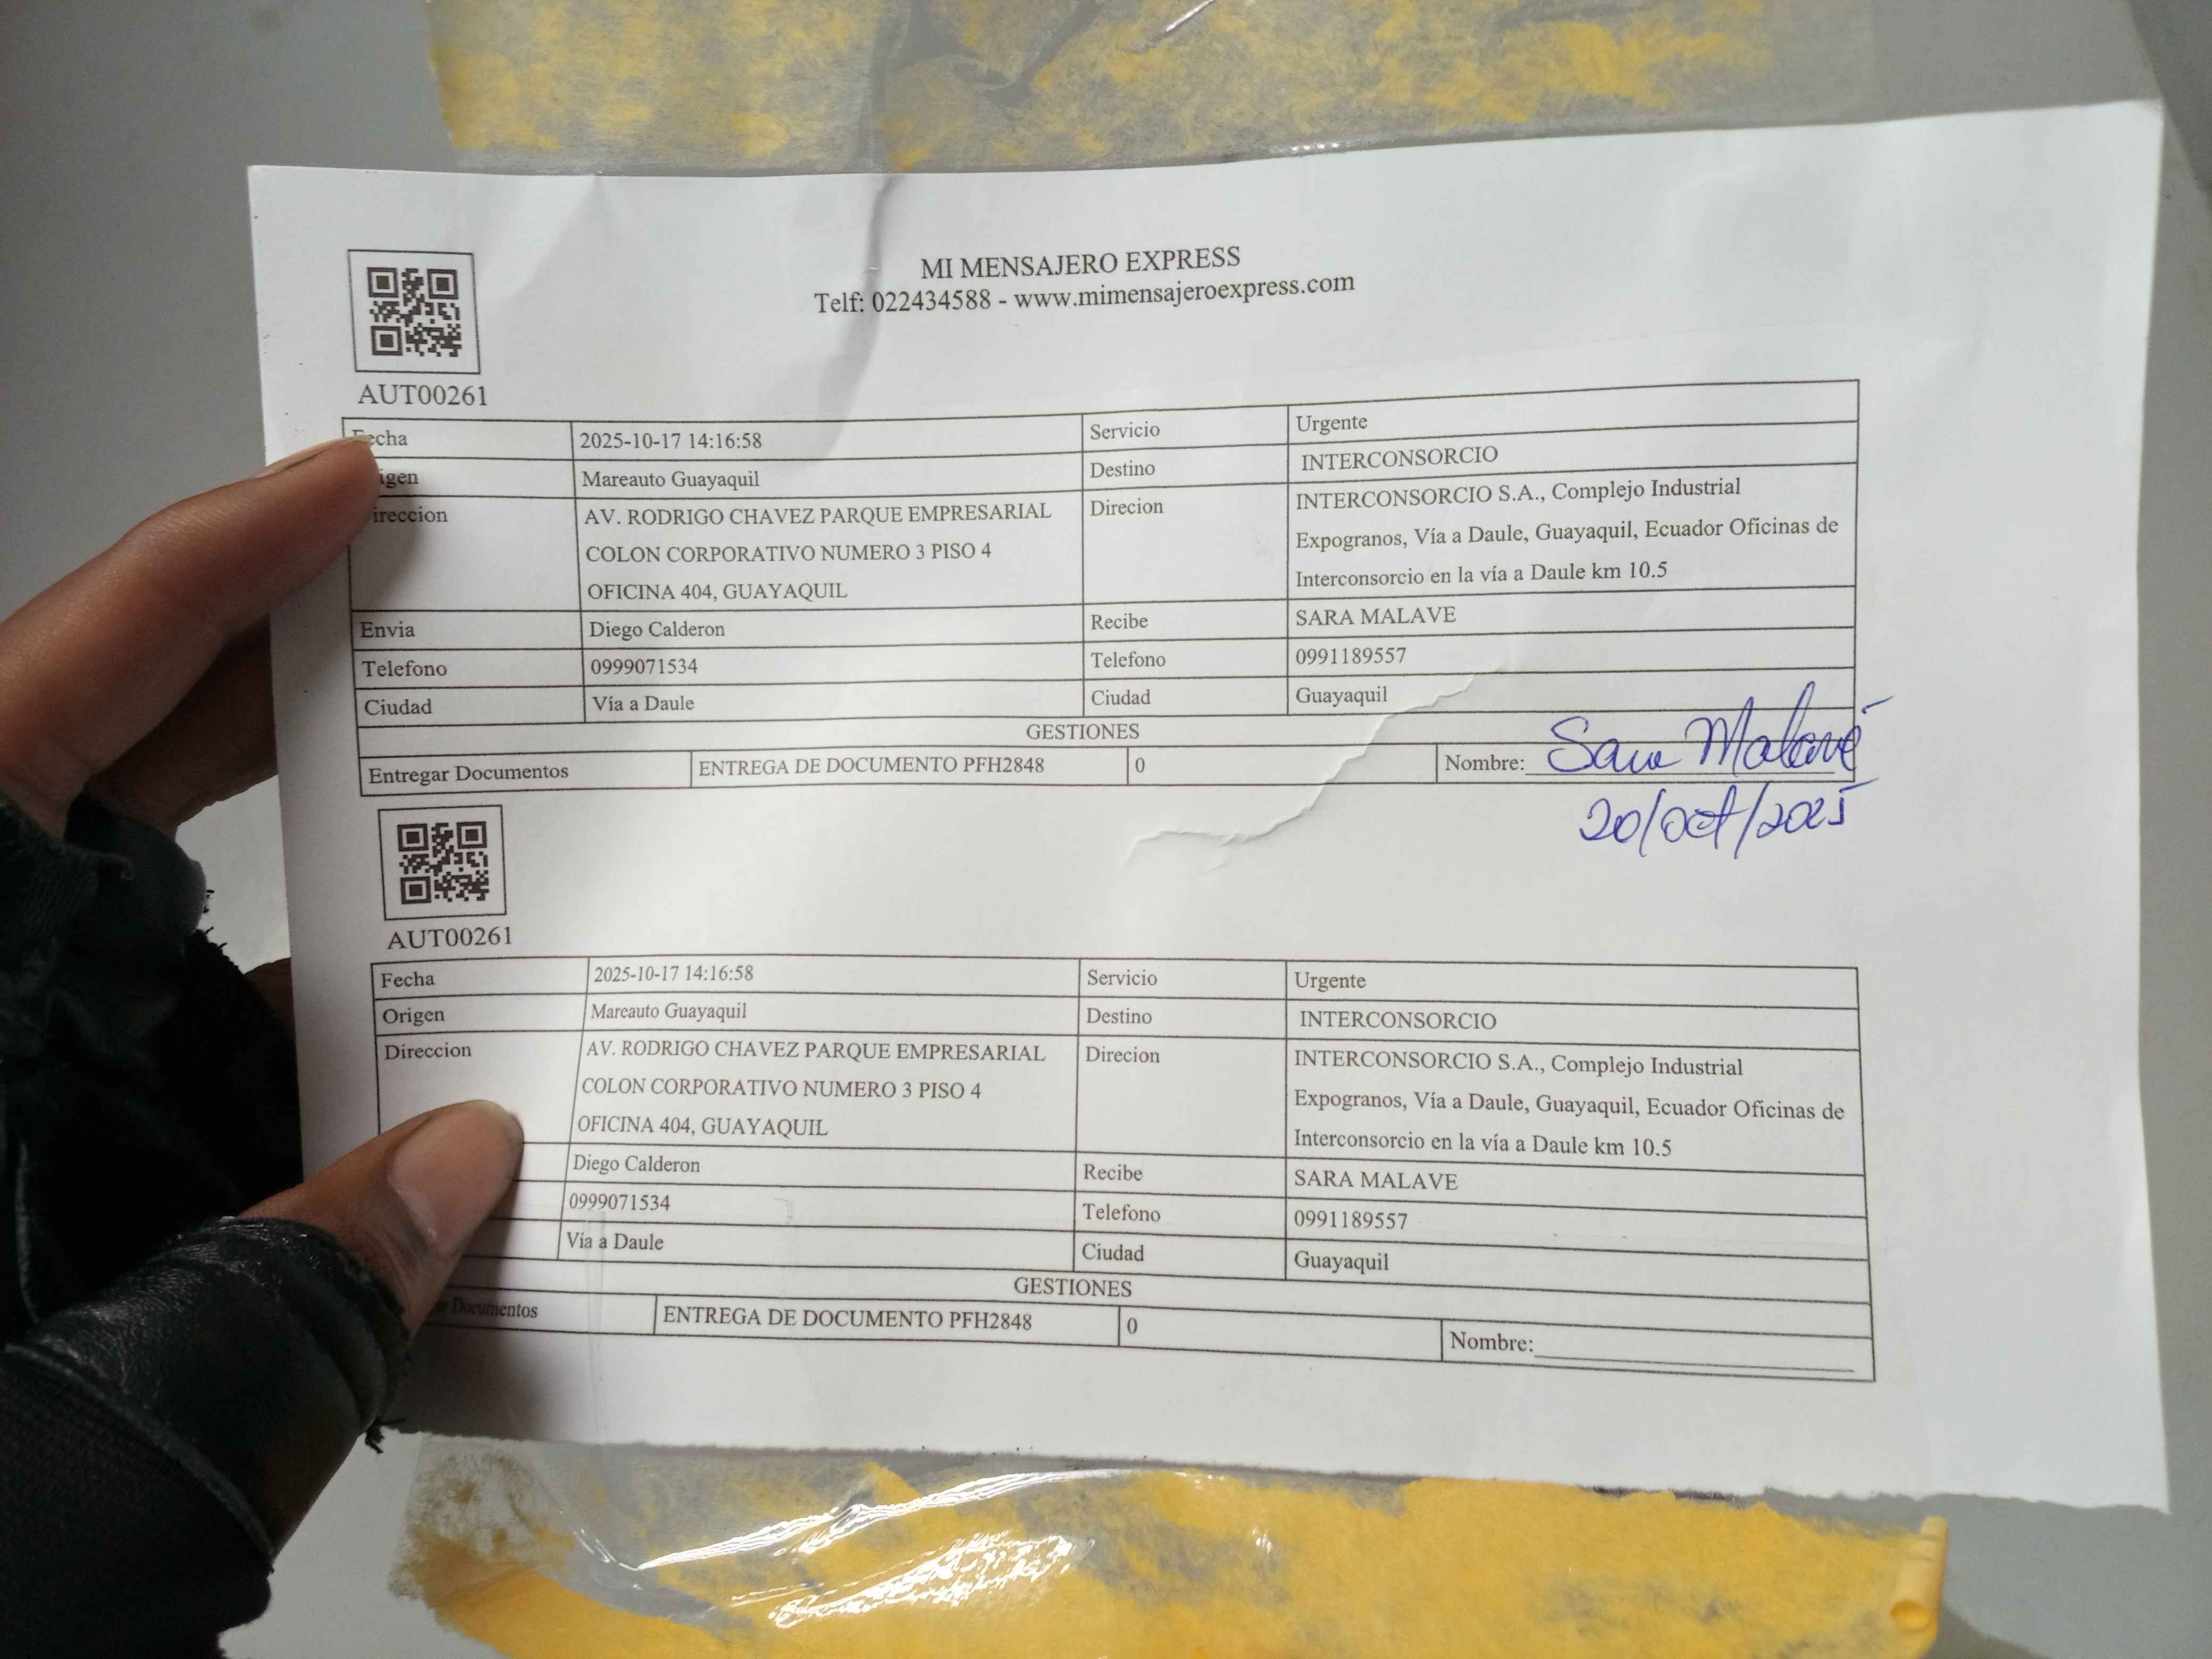 MI MENSAJERO EXPRESS
Telf: 022434588 - www.mimensajeroexpress.com
AUT00261
Fecha 2025-10-17 14:16:58 Servicio Urgente
Mareauto Guayaquil Destino INTERCONSORCIO
Direccion AV. RODRIGO CHAVEZ PARQUE EMPRESARIAL Direcion INTERCONSORCIO S.A., Complejo Industrial
COLON CORPORATIVO NUMERO 3 PISO 4 Expogranos, Vía a Daule, Guayaquil, Ecuador Oficinas de
OFICINA 404, GUAYAQUIL Interconsorcio en la vía a Daule km 10.5
Envia Diego Calderon Recibe SARA MALAVE
Telefono 0999071534 Telefono 0991189557
Ciudad Vía a Daule Ciudad Guayaquil
GESTIONES
Entregar Documentos ENTREGA DE DOCUMENTO PFH2848 0 Nombre: Sara Malavé
20/oct/2025
AUT00261
Fecha 2025-10-17 14:16:58 Servicio Urgente
Origen Mareauto Guayaquil Destino INTERCONSORCIO
Direccion AV. RODRIGO CHAVEZ PARQUE EMPRESARIAL Direcion INTERCONSORCIO S.A., Complejo Industrial
COLON CORPORATIVO NUMERO 3 PISO 4 Expogranos, Vía a Daule, Guayaquil, Ecuador Oficinas de
OFICINA 404, GUAYAQUIL Interconsorcio en la vía a Daule km 10.5
Diego Calderon Recibe SARA MALAVE
0999071534 Telefono 0991189557
Vía a Daule Ciudad Guayaquil
GESTIONES
Documentos ENTREGA DE DOCUMENTO PFH2848 0 Nombre: